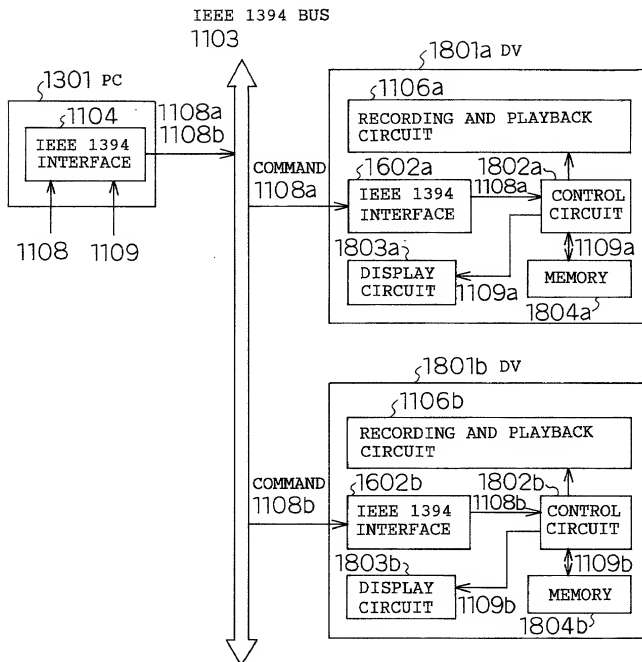 IEEE 1394 BUS
1103
1301 PC
1104
IEEE 1394
INTERFACE
1108a
1108b
1108
1109
1801a DV
1106a
RECORDING AND PLAYBACK
CIRCUIT
COMMAND
1108a
1602a
IEEE 1394
INTERFACE
1108a
1802a
CONTROL
CIRCUIT
1803a
DISPLAY
CIRCUIT
1109a
1109a
MEMORY
1804a
1801b DV
1106b
RECORDING AND PLAYBACK
CIRCUIT
COMMAND
1108b
1602b
IEEE 1394
INTERFACE
1108b
1802b
CONTROL
CIRCUIT
1803b
DISPLAY
CIRCUIT
1109b
1109b
MEMORY
1804b